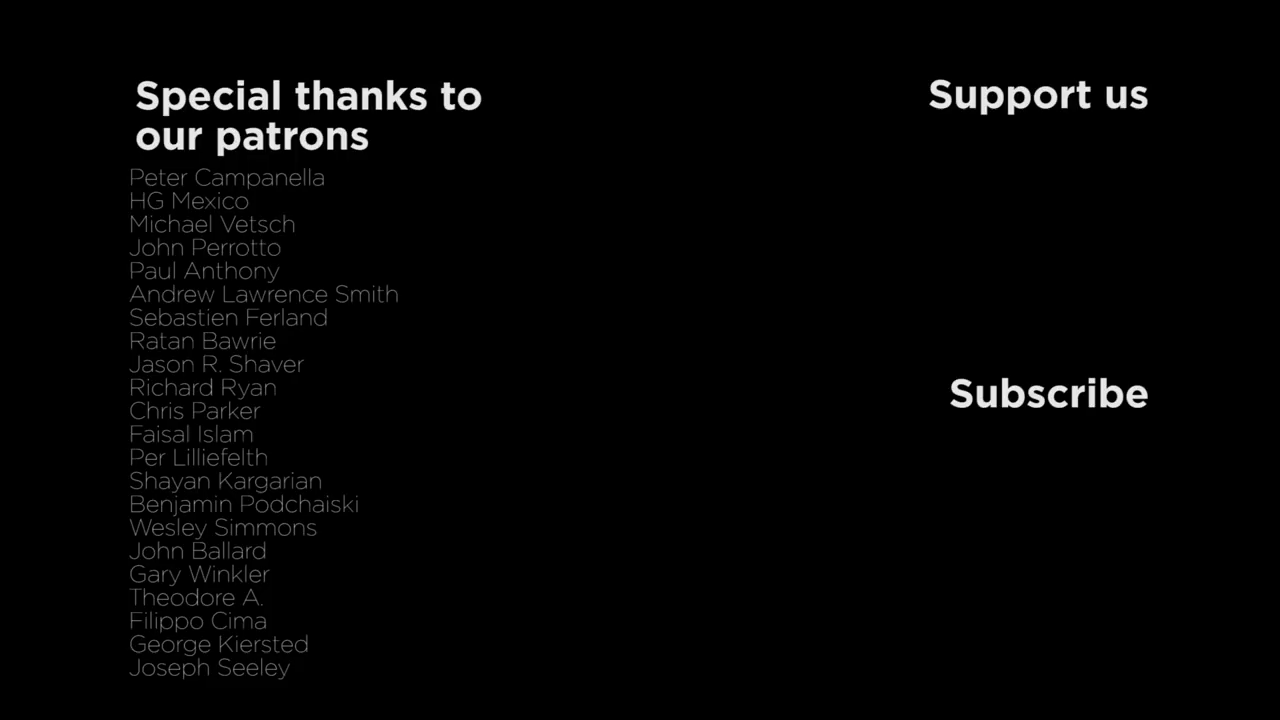 Special thanks to
our patrons
Peter Campanella
HG Mexico
Michael Vetsch
John Perrotto
Paul Anthony
Andrew Lawrence Smith
Sebastien Ferland
Ratan Bawrie
Jason R. Shaver
Richard Ryan
Chris Parker
Faisal Islam
Per Lilliefelth
Shayan Kargarian
Benjamin Podchaiski
Wesley Simmons
John Ballard
Gary Winkler
Theodore A.
Filippo Cima
George Kiersted
Joseph Seeley
Support us
Subscribe